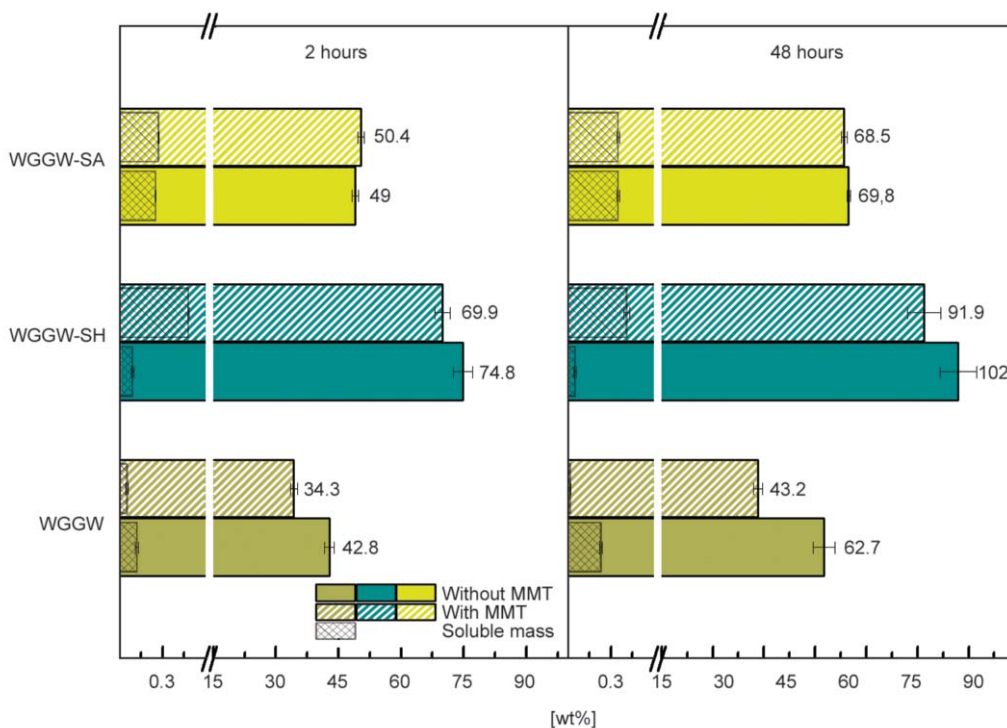 2 hours
48 hours
WGGW-SA
50.4
68.5
49
69,8
WGGW-SH
69.9
91.9
74.8
102
WGGW
34.3
43.2
42.8
62.7
Without MMT
With MMT
Soluble mass
0.3 15 30 45 60 75 90 0.3 15 30 45 60 75 90
[wt%]